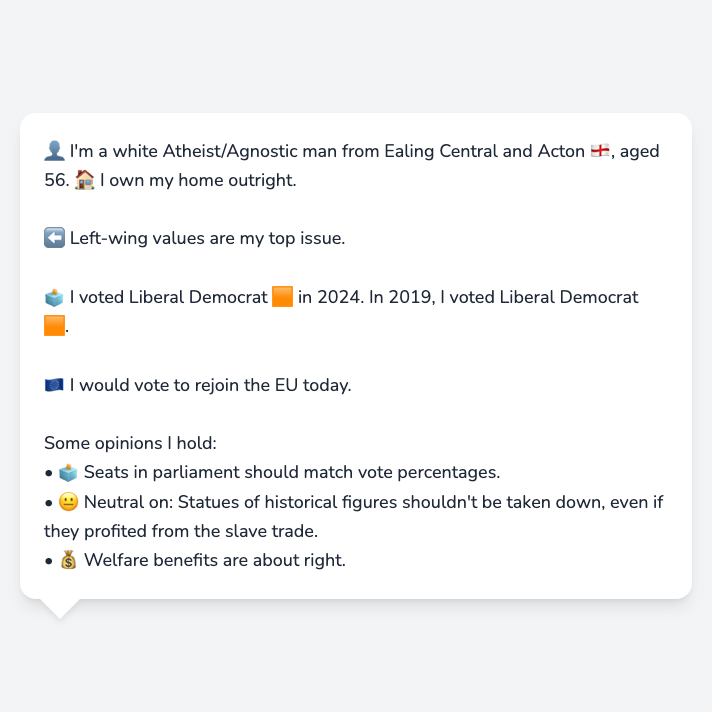 👤 I'm a white Atheist/Agnostic man from Ealing Central and Acton 🏴󠁧󠁢󠁥󠁮󠁧󠁿, aged
56. 🏠 I own my home outright.
⬅️ Left-wing values are my top issue.
🗳️ I voted Liberal Democrat 🟧 in 2024. In 2019, I voted Liberal Democrat
🟧.
🇪🇺 I would vote to rejoin the EU today.
Some opinions I hold:
• 🗳️ Seats in parliament should match vote percentages.
• 😐 Neutral on: Statues of historical figures shouldn't be taken down, even if
they profited from the slave trade.
• 💰 Welfare benefits are about right.